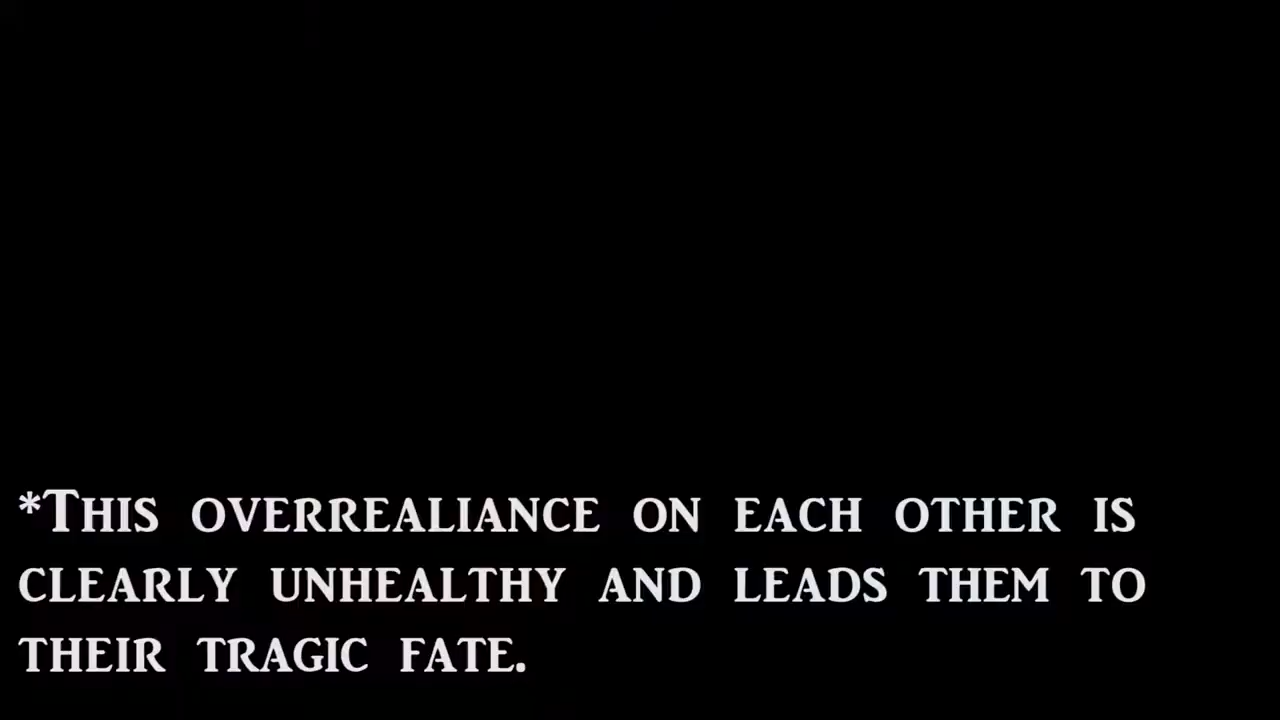 *This overrealiance on each other is
clearly unhealthy and leads them to
their tragic fate.